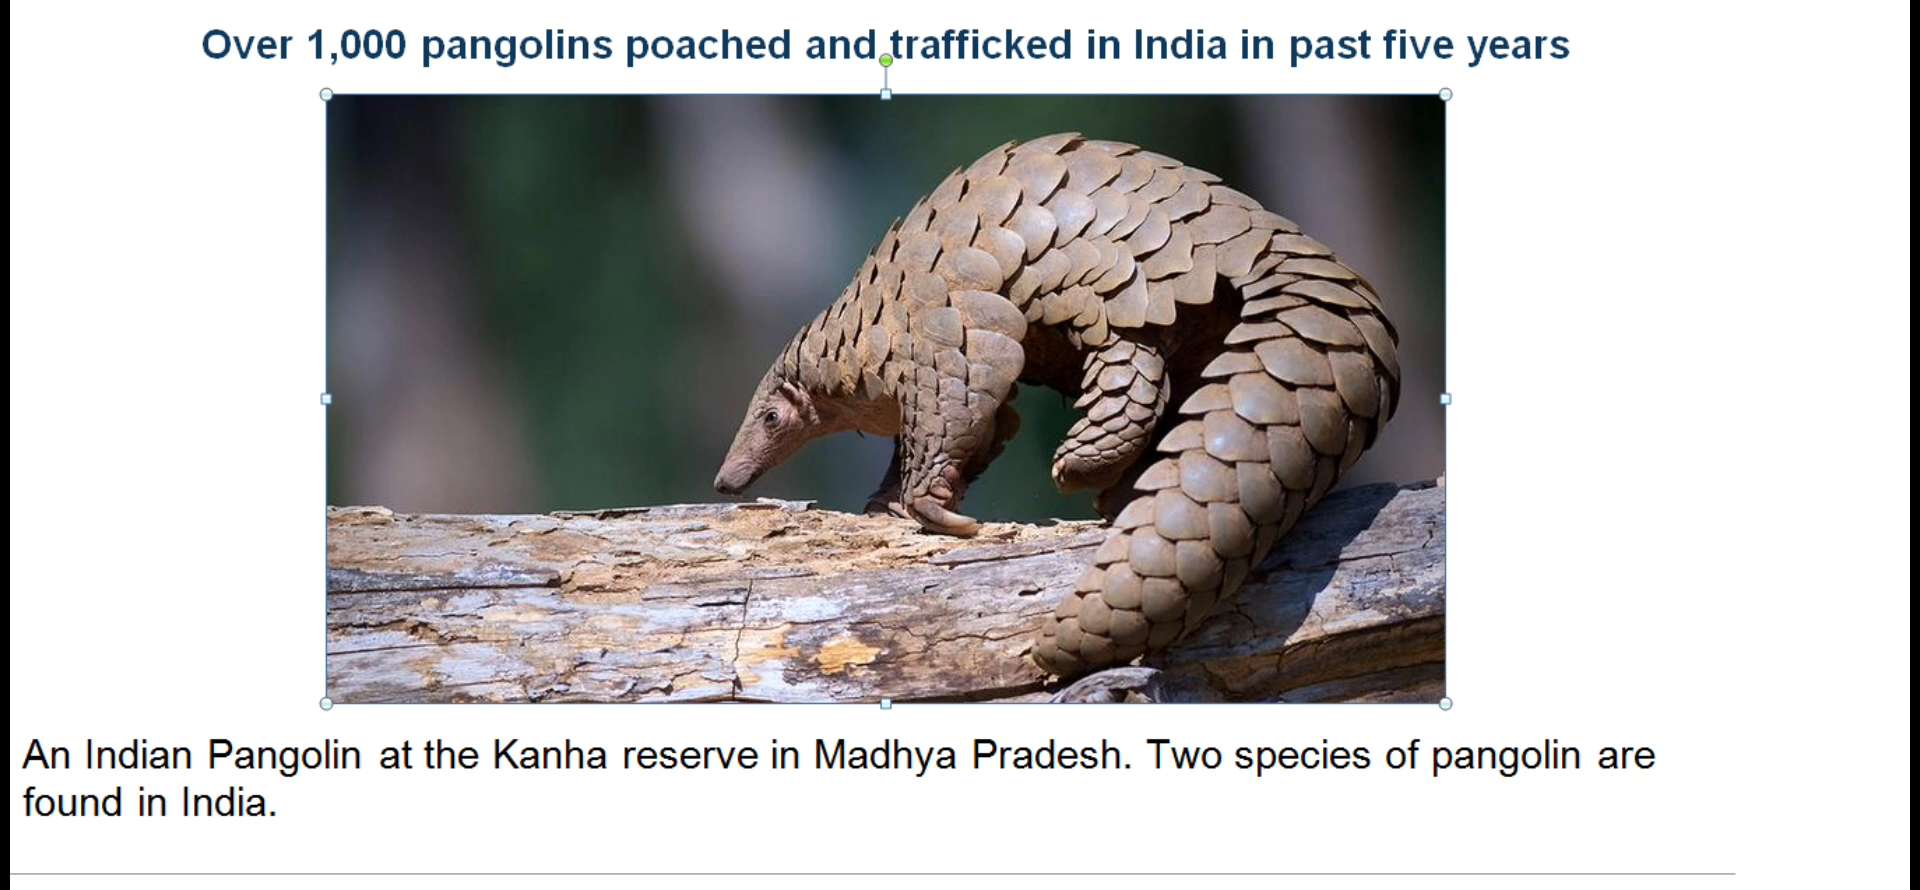 Over 1,000 pangolins poached and trafficked in India in past five years
An Indian Pangolin at the Kanha reserve in Madhya Pradesh. Two species of pangolin are
found in India.